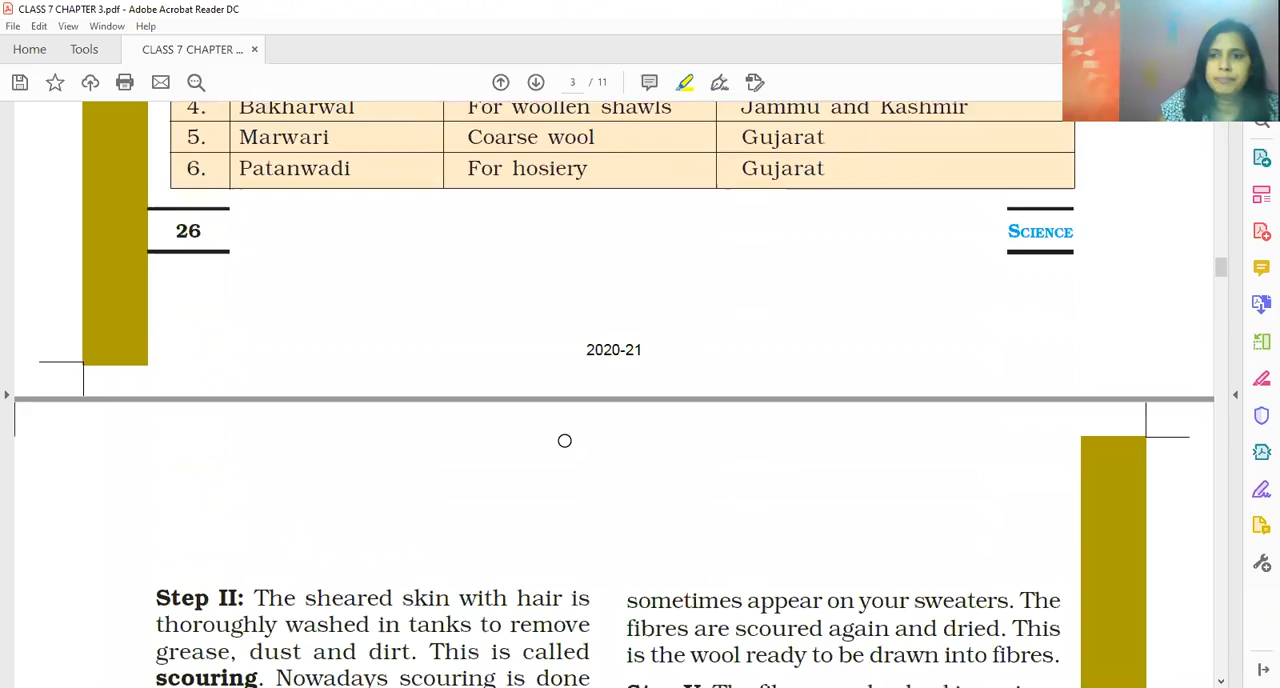 CLASS 7 CHAPTER 3.pdf - Adobe Acrobat Reader DC
File Edit View Window Help
Home Tools CLASS 7 CHAPTER ... ×
3 / 11
4. Bakharwal For woollen shawls Jammu and Kashmir
5. Marwari Coarse wool Gujarat
6. Patanwadi For hosiery Gujarat
26 SCIENCE
2020-21
Step II: The sheared skin with hair is
thoroughly washed in tanks to remove
grease, dust and dirt. This is called
scouring. Nowadays scouring is done
sometimes appear on your sweaters. The
fibres are scoured again and dried. This
is the wool ready to be drawn into fibres.